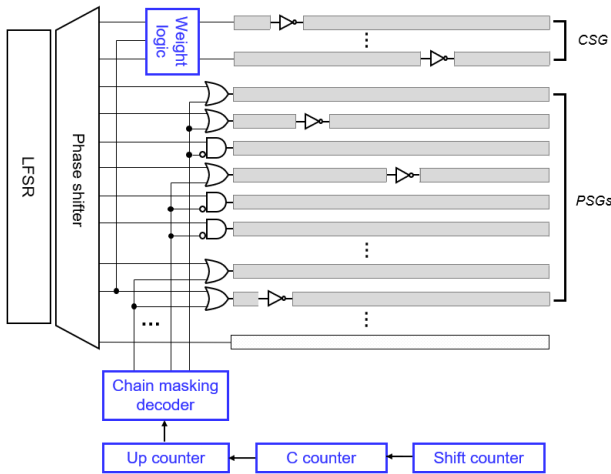 LFSR
Phase shifter
Weight
logic
CSG
PSGs
Chain masking
decoder
Up counter
C counter
Shift counter